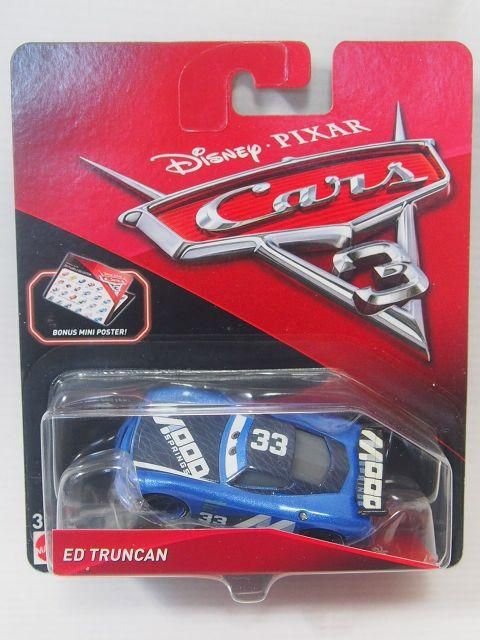 DISNEY · PIXAR
Cars
3
BONUS MINI POSTER!
MOOD
SPRINGS
33
MOOD
33
3
ED TRUNCAN